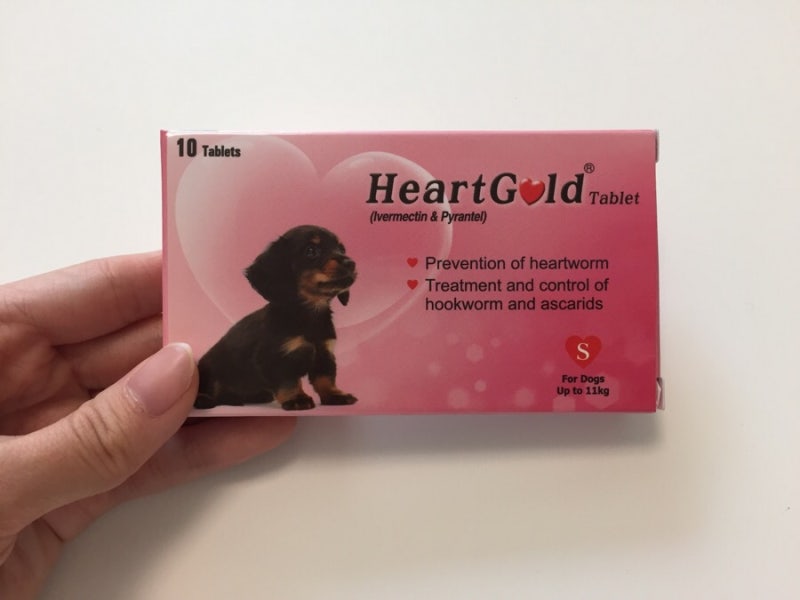 10 Tablets
HeartGold® Tablet
(Ivermectin & Pyrantel)
Prevention of heartworm
Treatment and control of
hookworm and ascarids
S
For Dogs
Up to 11kg